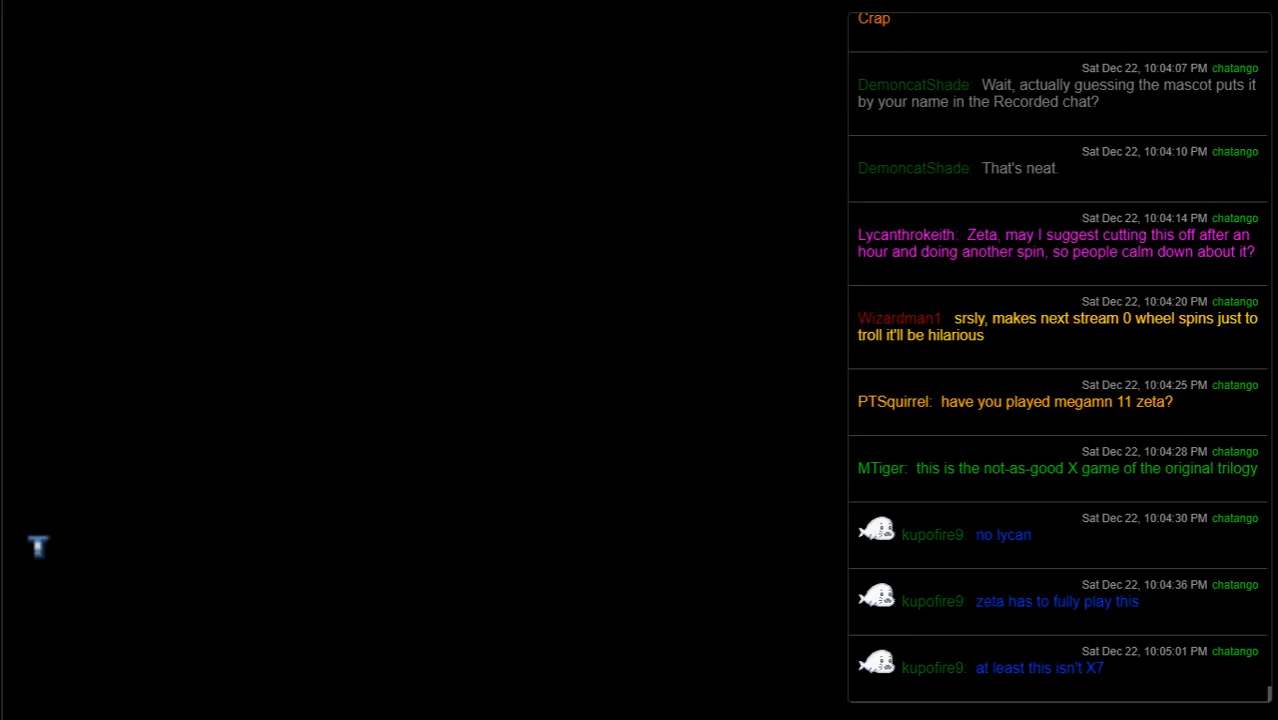 Crap
Sat Dec 22, 10:04:07 PM chatango
DemoncatShade: Wait, actually guessing the mascot puts it
by your name in the Recorded chat?
Sat Dec 22, 10:04:10 PM chatango
DemoncatShade: That's neat.
Sat Dec 22, 10:04:14 PM chatango
Lycanthrokeith: Zeta, may I suggest cutting this off after an
hour and doing another spin, so people calm down about it?
Sat Dec 22, 10:04:20 PM chatango
Wizardman1: srsly, makes next stream 0 wheel spins just to
troll it'll be hilarious
Sat Dec 22, 10:04:25 PM chatango
PTSquirrel: have you played megamn 11 zeta?
Sat Dec 22, 10:04:28 PM chatango
MTiger: this is the not-as-good X game of the original trilogy
Sat Dec 22, 10:04:30 PM chatango
kupofire9: no lycan
Sat Dec 22, 10:04:36 PM chatango
kupofire9: zeta has to fully play this
Sat Dec 22, 10:05:01 PM chatango
kupofire9: at least this isn't X7
T